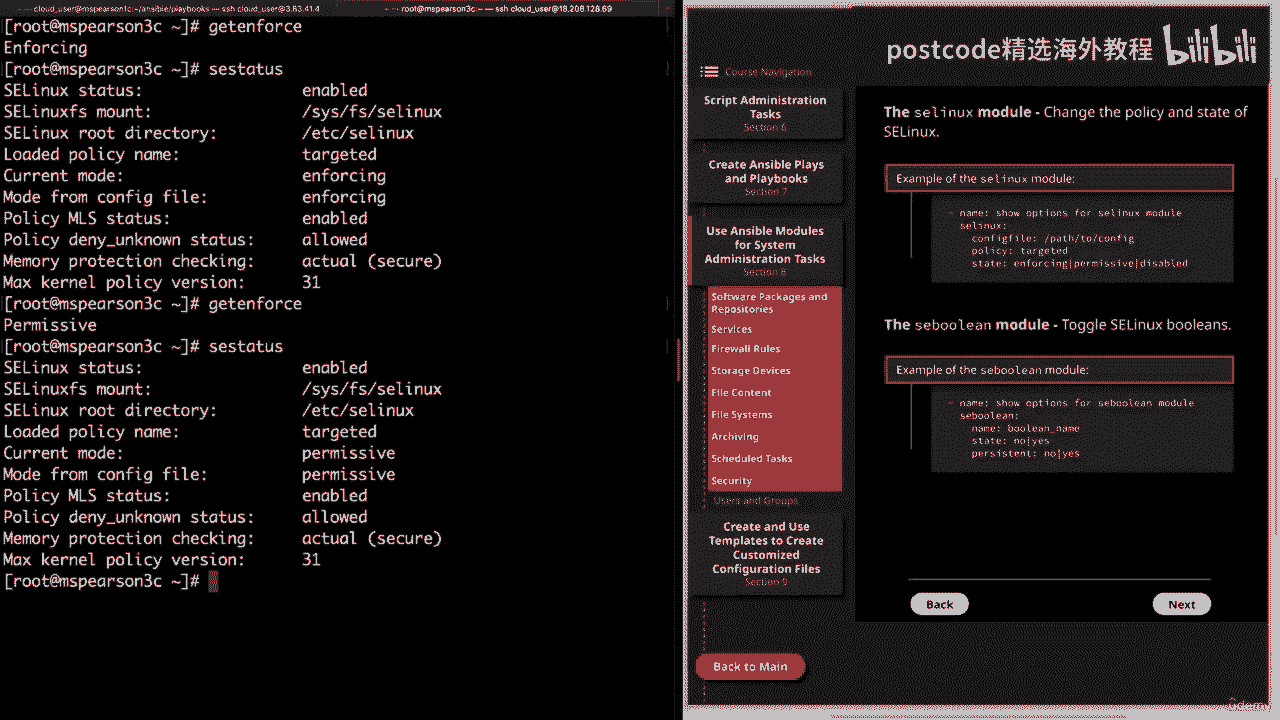 cloud_user@mspearson1c:~/ansible/playbooks — ssh cloud_user@3.83.41.4
root@mspearson3c:~ — ssh cloud_user@18.208.128.69
[root@mspearson3c ~]# getenforce
Enforcing
[root@mspearson3c ~]# sestatus
SELinux status: enabled
SELinuxfs mount: /sys/fs/selinux
SELinux root directory: /etc/selinux
Loaded policy name: targeted
Current mode: enforcing
Mode from config file: enforcing
Policy MLS status: enabled
Policy deny_unknown status: allowed
Memory protection checking: actual (secure)
Max kernel policy version: 31
[root@mspearson3c ~]# getenforce
Permissive
[root@mspearson3c ~]# sestatus
SELinux status: enabled
SELinuxfs mount: /sys/fs/selinux
SELinux root directory: /etc/selinux
Loaded policy name: targeted
Current mode: permissive
Mode from config file: permissive
Policy MLS status: enabled
Policy deny_unknown status: allowed
Memory protection checking: actual (secure)
Max kernel policy version: 31
[root@mspearson3c ~]#
postcode精选海外教程 bilibili
Course Navigation
Script Administration
Tasks
Section 6
Create Ansible Plays
and Playbooks
Section 7
Use Ansible Modules
for System
Administration Tasks
Section 8
Software Packages and
Repositories
Services
Firewall Rules
Storage Devices
File Content
File Systems
Archiving
Scheduled Tasks
Security
Users and Groups
Create and Use
Templates to Create
Customized
Configuration Files
Section 9
Back to Main
The selinux module - Change the policy and state of
SELinux.
Example of the selinux module:
- name: show options for selinux module
selinux:
configfile: /path/to/config
policy: targeted
state: enforcing|permissive|disabled
The seboolean module - Toggle SELinux booleans.
Example of the seboolean module:
- name: show options for seboolean module
seboolean:
name: boolean_name
state: no|yes
persistent: no|yes
Back
Next
Udemy